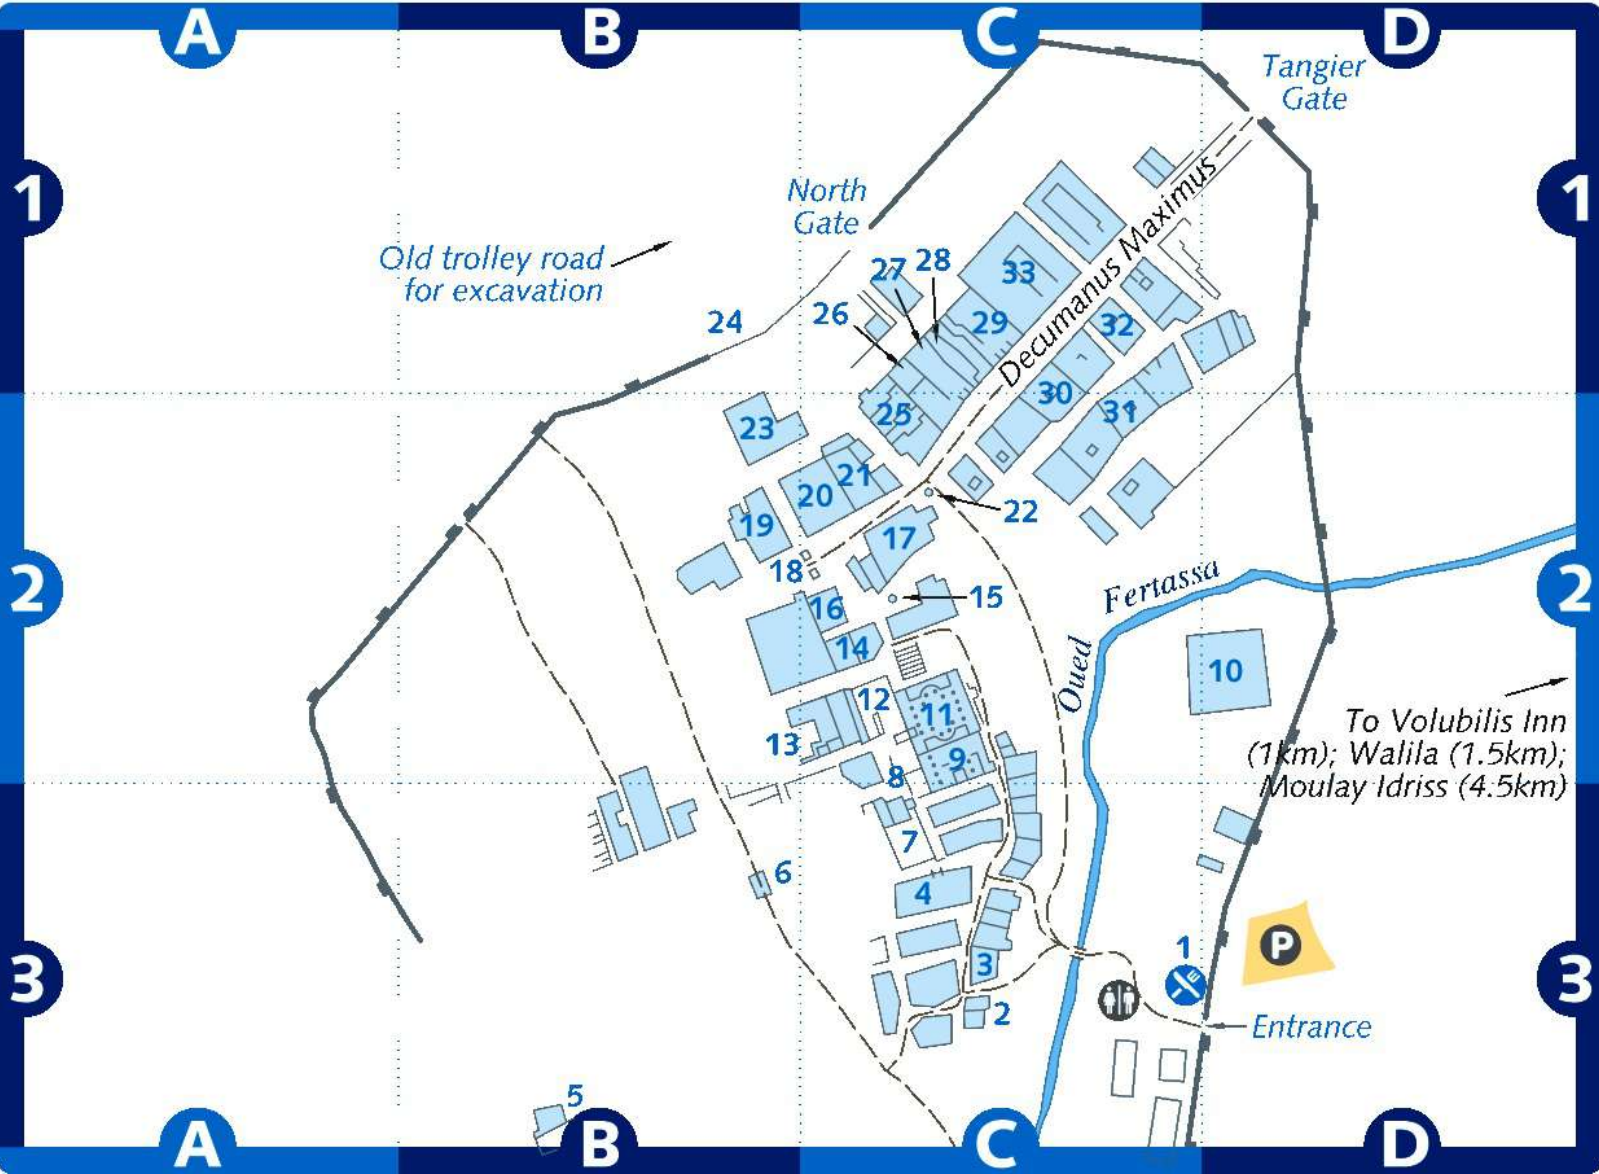 A
B
C
D
Tangier
Gate
1
1
North
Gate
Decumanus Maximus
Old trolley road
for excavation
27
28
33
26
24
29
32
30
31
25
23
21
20
22
19
17
18
2
2
Oued Fertassa
15
16
14
10
12
11
To Volubilis Inn
(1km); Walila (1.5km);
Moulay Idriss (4.5km)
13
9
8
7
6
4
P
1
3
3
3
2
Entrance
5
A
B
C
D